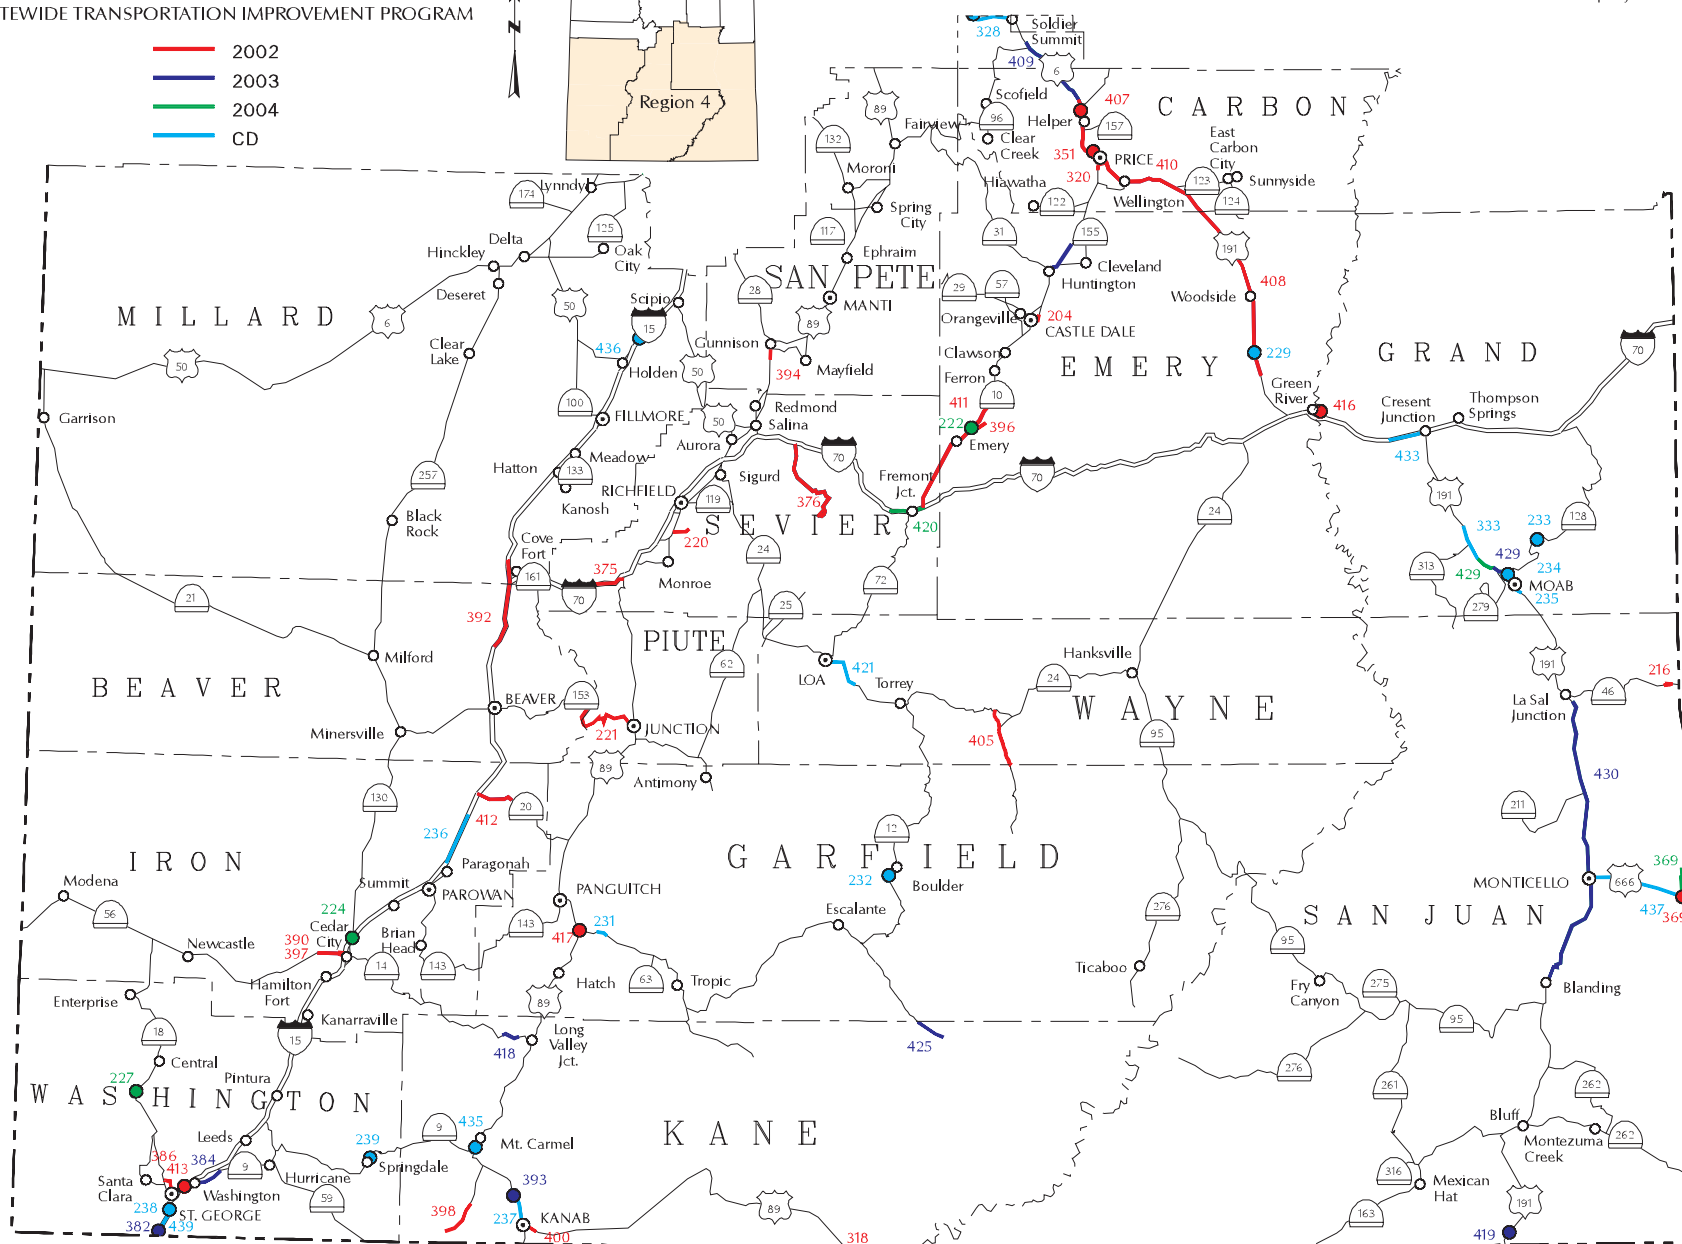 TEWIDE TRANSPORTATION IMPROVEMENT PROGRAM
2002
2003
2004
CD
N
Region 4
328
Soldier
Summit
409
6
CARBON
407
Scofield
96
Helper
157
Clear
Creek
351
PRICE
410
320
East
Carbon
City
Sunnyside
123
124
Hiawatha
122
Wellington
89
Fairview
132
Moroni
Spring
City
117
Ephraim
31
155
191
Cleveland
Huntington
408
Woodside
174
Lynndyl
125
Delta
Oak
City
Hinckley
Deseret
SAN PETE
28
MANTI
89
29
57
Orangeville
204
CASTLE DALE
MILLARD
6
50
50
Scipio
15
436
Holden
Clear
Lake
50
Gunnison
394
Mayfield
Clawson
Ferron
10
EMERY
229
GRAND
70
Green
River
416
Cresent
Junction
Thompson
Springs
433
Garrison
100
FILLMORE
50
Redmond
Salina
Aurora
411
222
396
Emery
Meadow
Hatton
133
Kanosh
257
RICHFIELD
119
Sigurd
70
376
Fremont
Jct.
70
420
SEVIER
Black
Rock
Cove
Fort
161
70
375
220
Monroe
24
24
191
333
233
128
429
234
429
MOAB
235
313
279
21
392
PIUTE
25
72
62
Milford
BEAVER
BEAVER
153
221
JUNCTION
LOA
421
Torrey
Hanksville
24
WAYNE
405
95
191
216
46
La Sal
Junction
Minersville
89
Antimony
430
211
130
412
20
236
12
IRON
Paragonah
GARFIELD
232
Boulder
Modena
Summit
PAROWAN
PANGUITCH
56
224
Cedar
City
390
397
Brian
Head
143
417
231
Escalante
MONTICELLO
666
369
437
369
SAN JUAN
276
Newcastle
14
143
Hamilton
Fort
Hatch
63
Tropic
Ticaboo
95
Fry
Canyon
275
Blanding
Enterprise
Kanarraville
89
18
15
418
Long
Valley
Jct.
425
95
276
Central
227
Pintura
WASHINGTON
261
262
Leeds
239
9
435
Mt. Carmel
KANE
Bluff
Montezuma
Creek
262
386
384
413
9
Springdale
Santa
Clara
Washington
Hurricane
59
393
316
Mexican
Hat
238
ST. GEORGE
382
439
398
237
KANAB
400
89
318
163
191
419